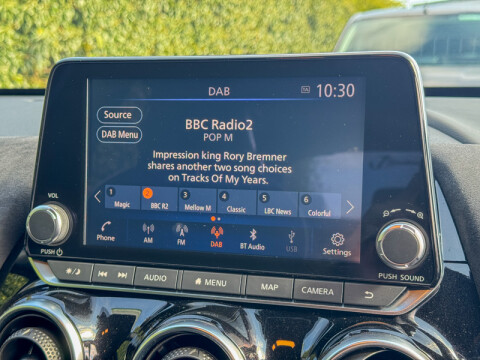 DAB
10:30
Source
DAB Menu
BBC Radio2
POP M
Impression king Rory Bremner
shares another two song choices
on Tracks Of My Years.
1 2 3 4 5 6
Magic BBC R2 Mellow M Classic LBC News Colorful
Phone AM FM DAB BT Audio USB Settings
VOL
PUSH
PUSH SOUND
AUDIO MENU MAP CAMERA